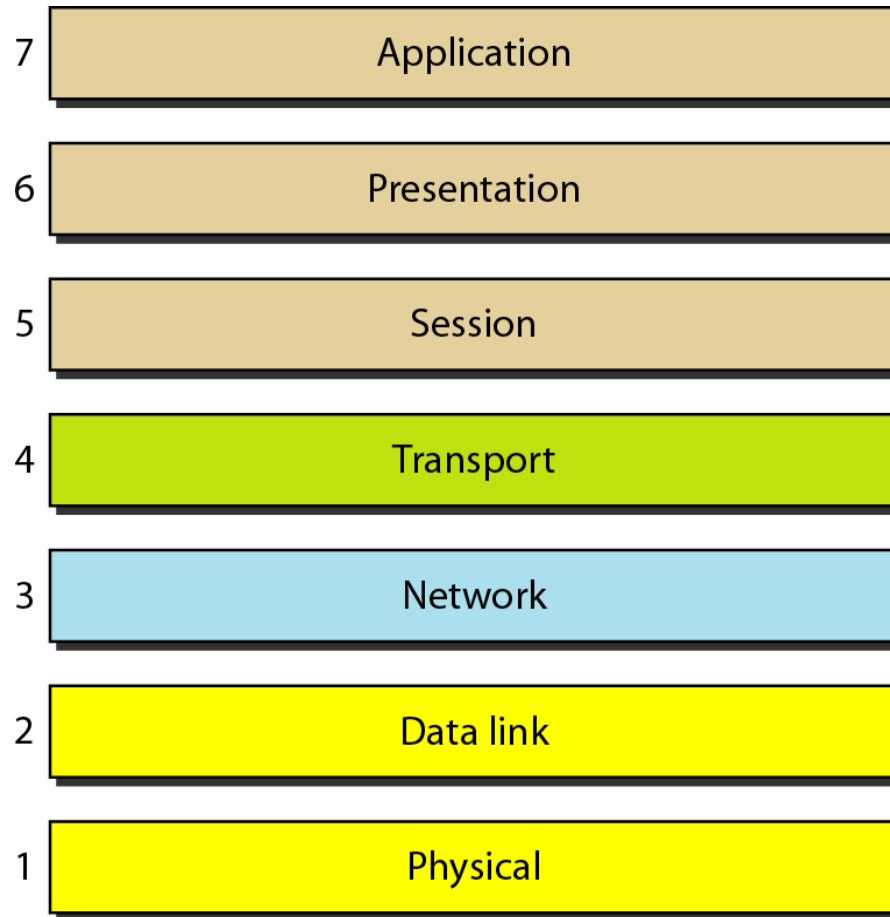 7 Application
6 Presentation
5 Session
4 Transport
3 Network
2 Data link
1 Physical